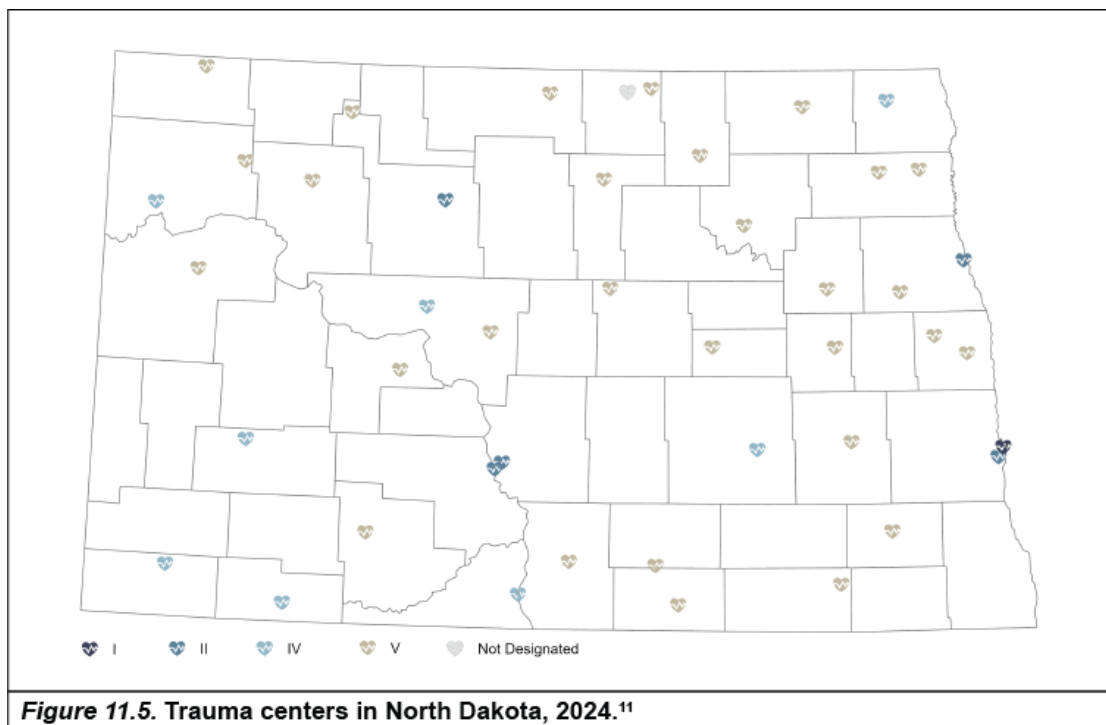 I II IV V Not Designated
Figure 11.5. Trauma centers in North Dakota, 2024.¹¹